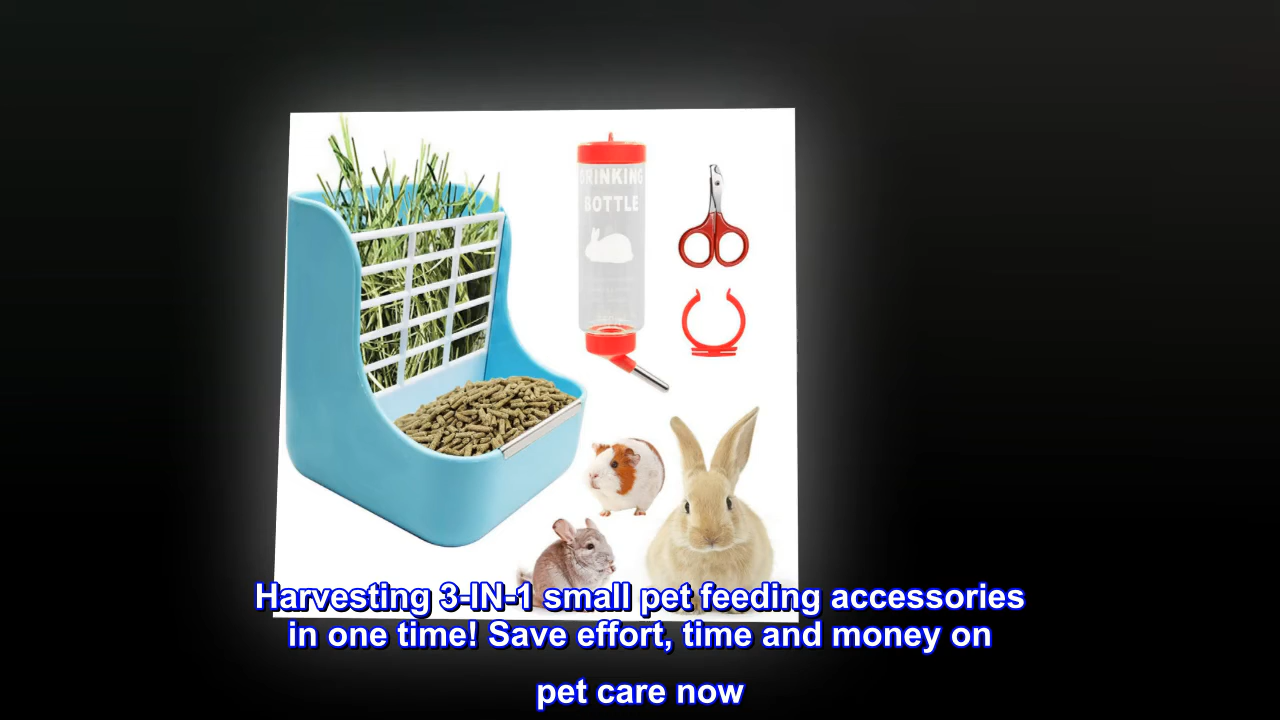 DRINKING
BOTTLE
Harvesting 3-IN-1 small pet feeding accessories
in one time! Save effort, time and money on
pet care now